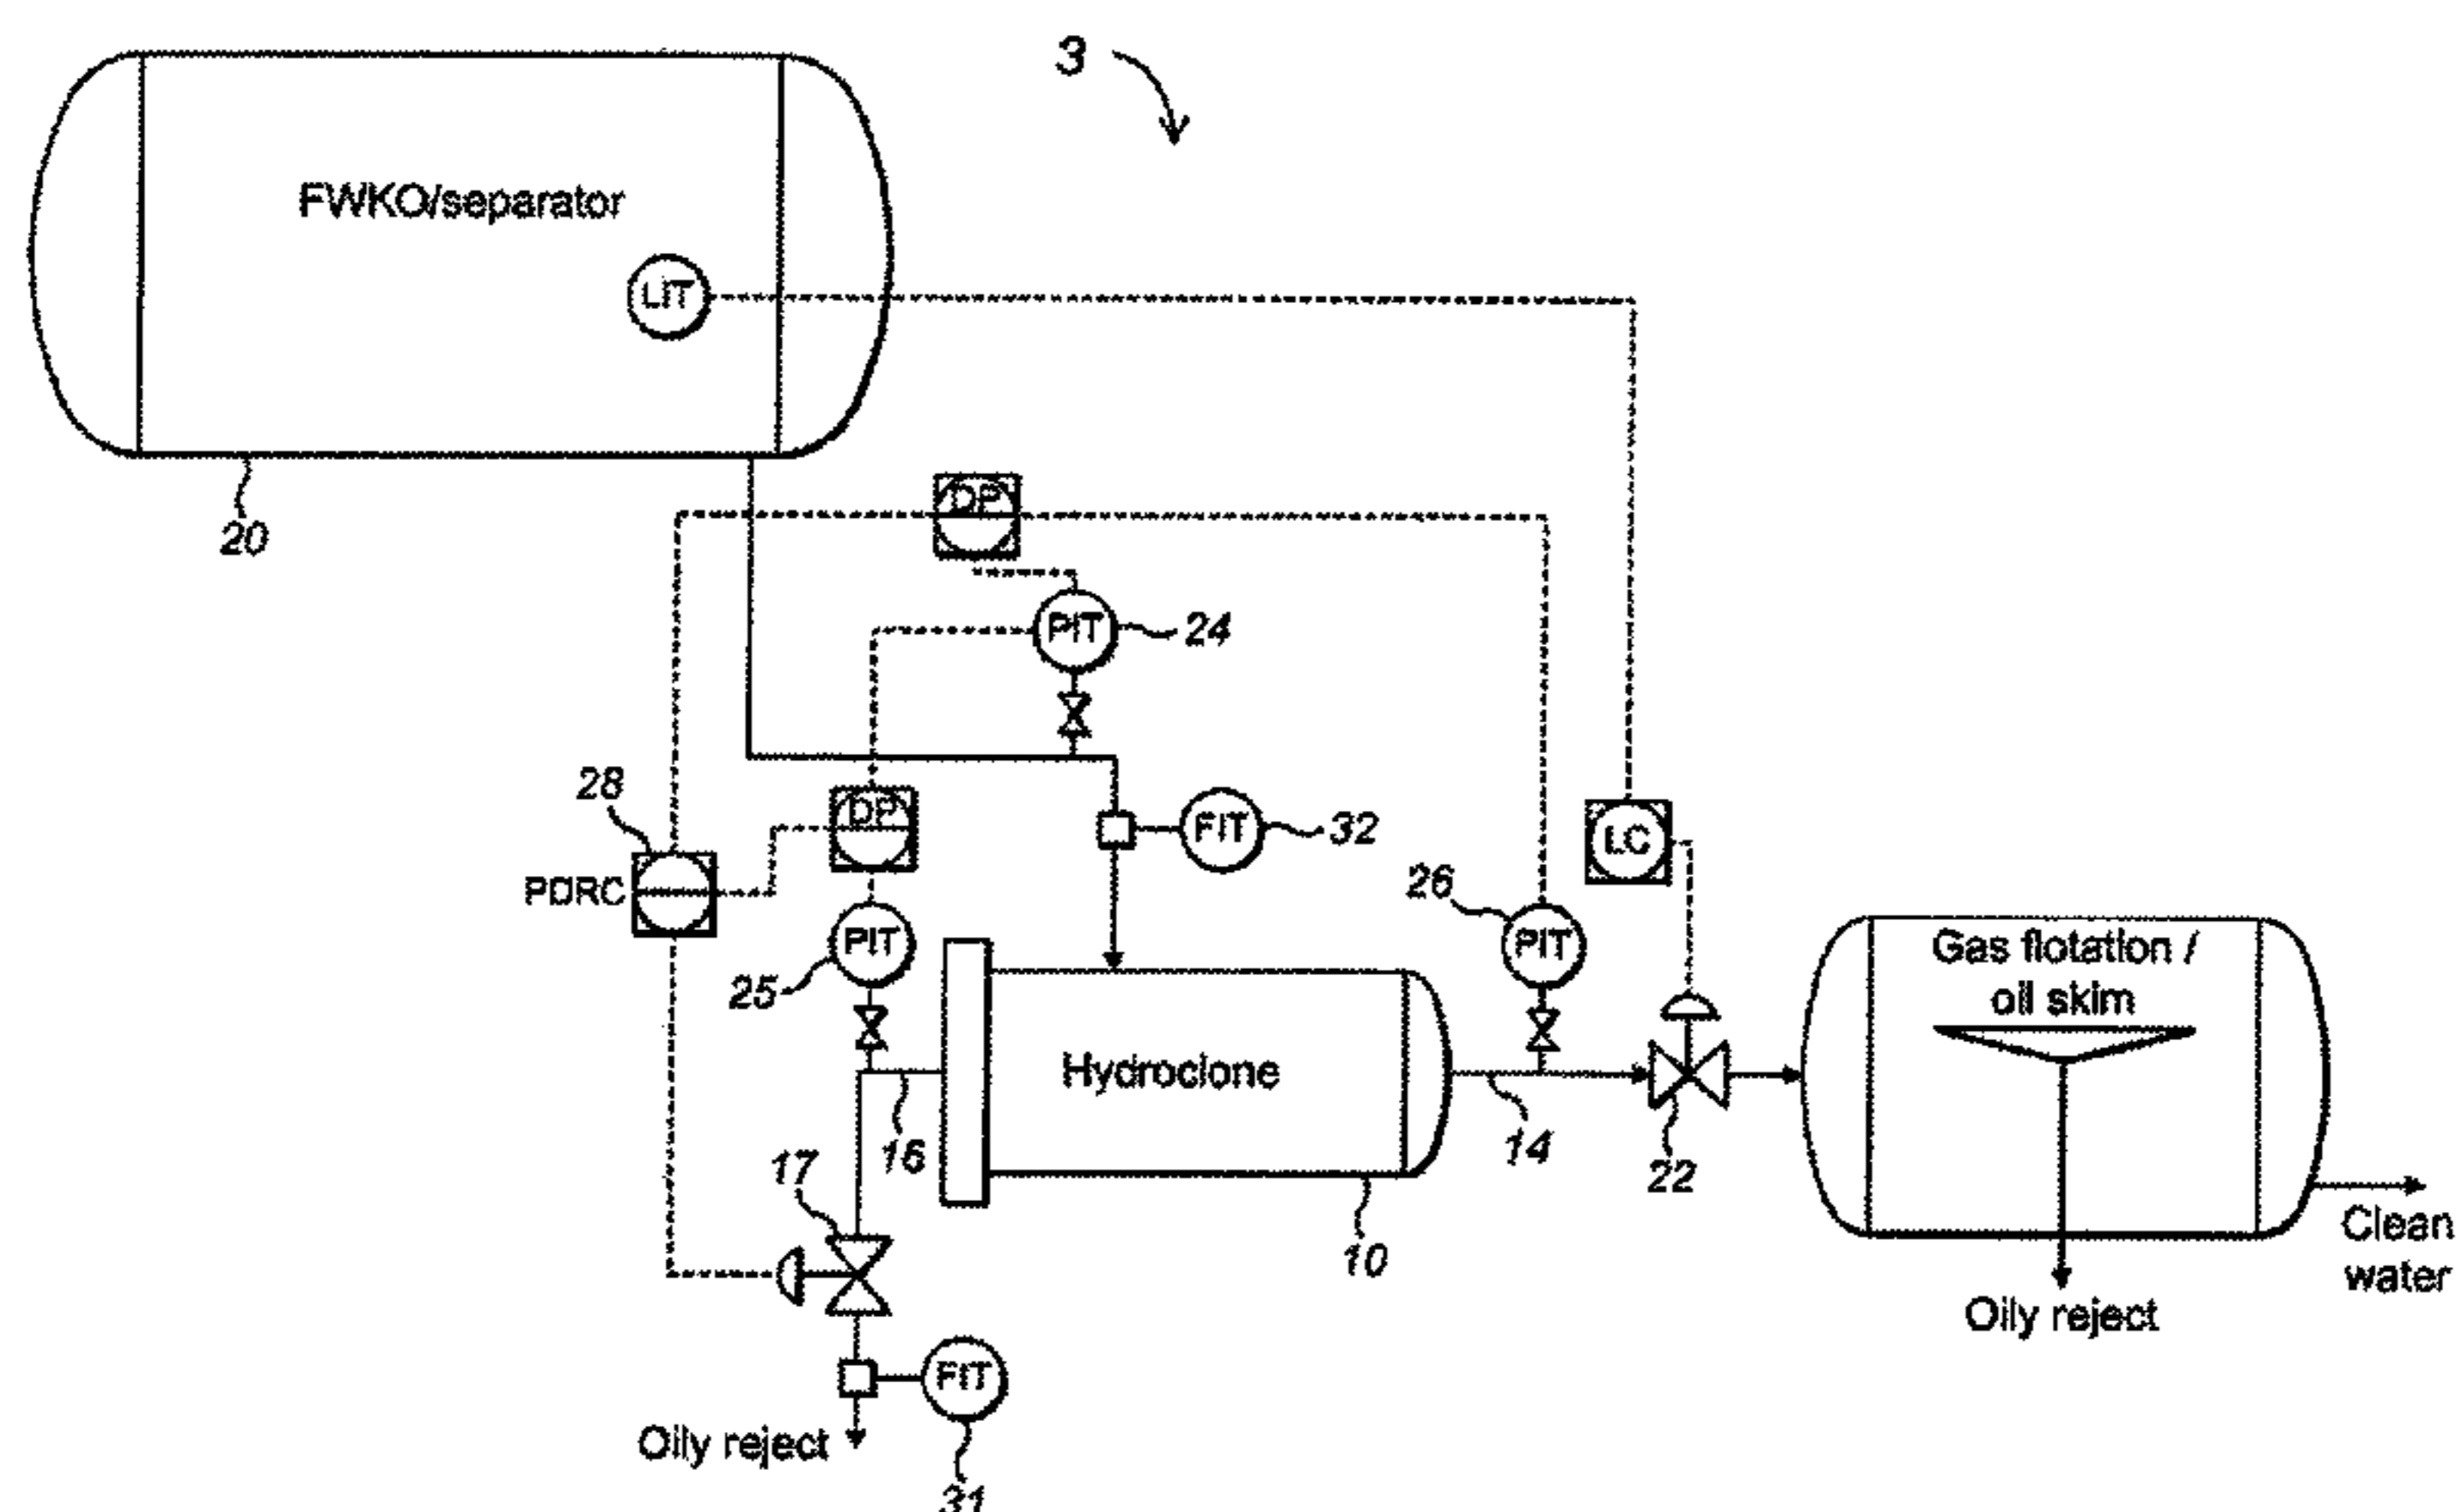 3
FWKO/separator
LIT
20
DP
PIT
24
28
DP
FIT
32
LC
PDRC
26
PIT
25
PIT
Gas flotation /
oil skim
Hydroclone
16
14
17
22
10
Clean
water
Oily reject
FIT
Oily reject
31